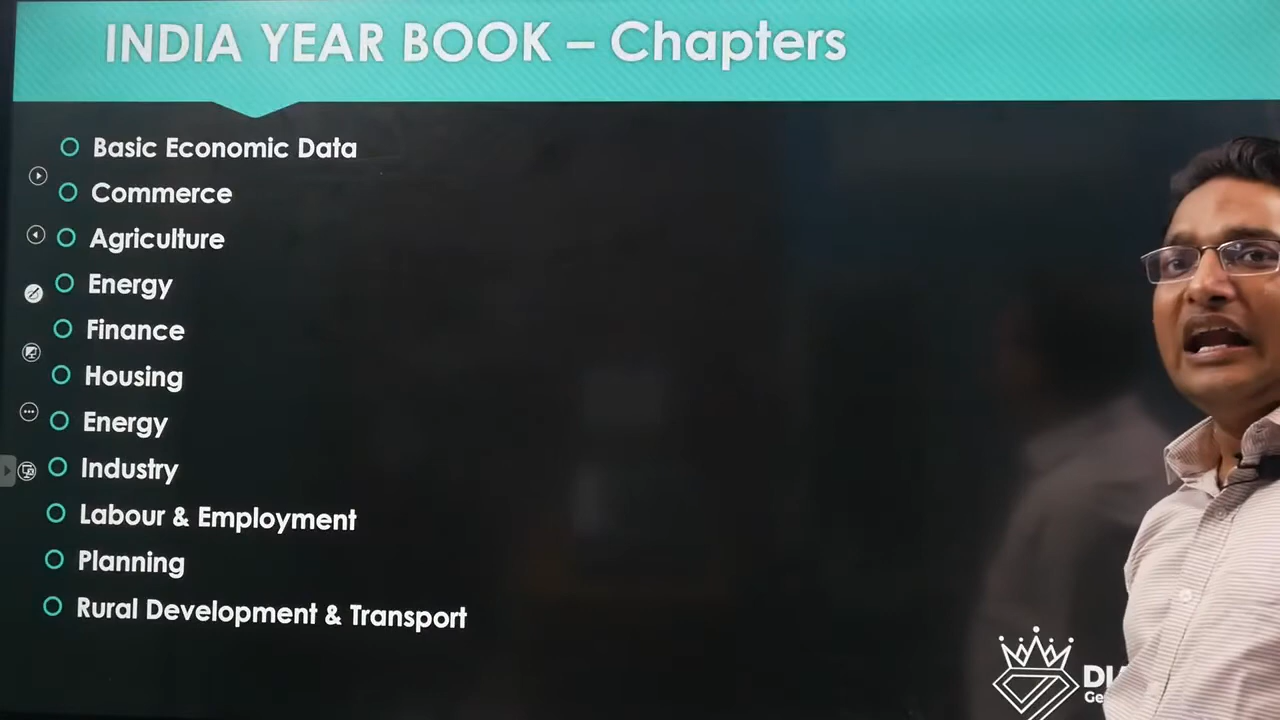 INDIA YEAR BOOK – Chapters
Basic Economic Data
Commerce
Agriculture
Energy
Finance
Housing
Energy
Industry
Labour & Employment
Planning
Rural Development & Transport